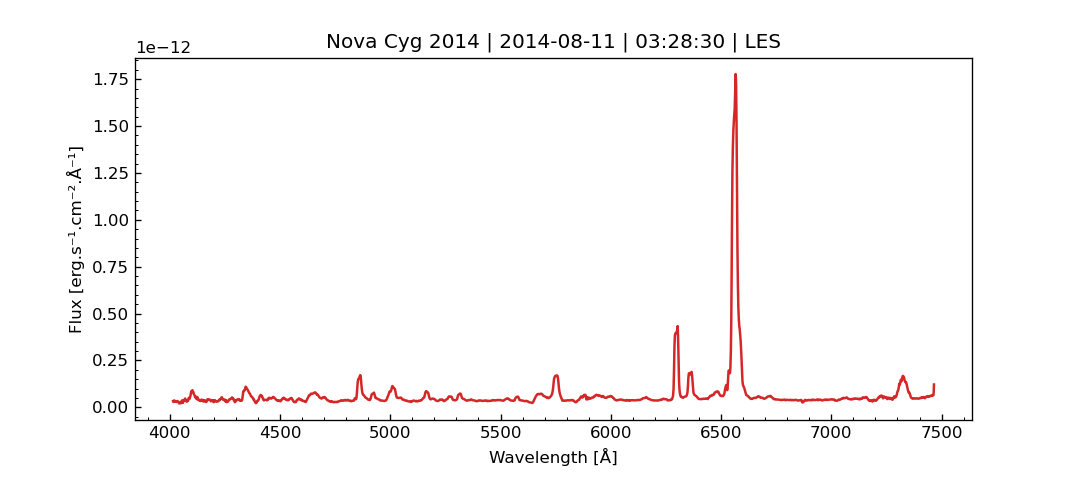 Nova Cyg 2014 | 2014-08-11 | 03:28:30 | LES
1e−12
1.75
1.50
1.25
1.00
0.75
0.50
0.25
0.00
Flux [erg.s⁻¹.cm⁻².Å⁻¹]
4000 4500 5000 5500 6000 6500 7000 7500
Wavelength [Å]